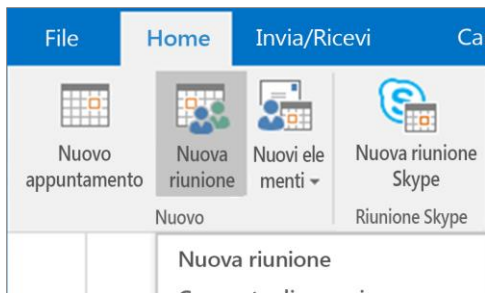 File Home Invia/Ricevi Ca
Nuovo
appuntamento
Nuova
riunione
Nuovi ele
menti
Nuova riunione
Skype
Nuovo
Riunione Skype
Nuova riunione